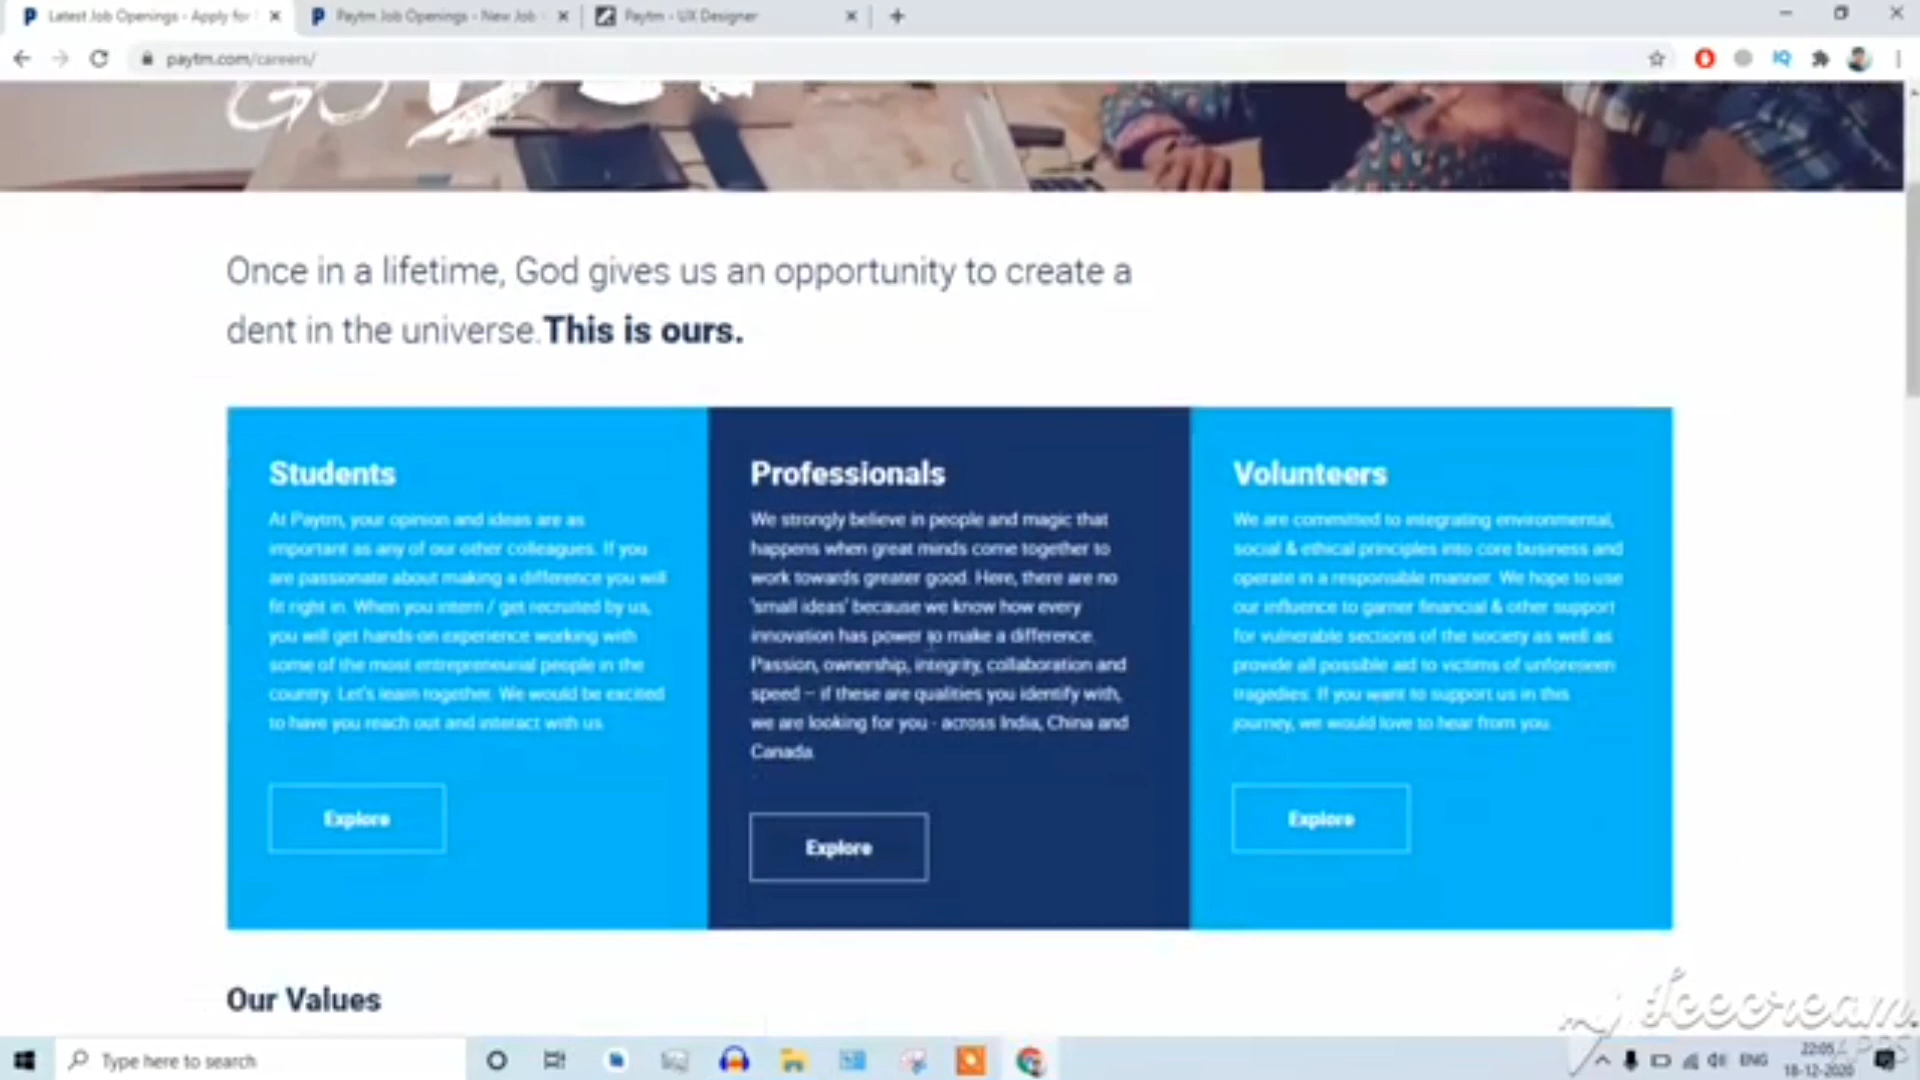 Latest Job Openings - Apply for
Paytm Job Openings - New Job
Paytm - UX Designer
paytm.com/careers/
GO
Once in a lifetime, God gives us an opportunity to create a
dent in the universe.This is ours.
Students
At Paytm, your opinion and ideas are as
important as any of our other colleagues. If you
are passionate about making a difference you will
fit right in. When you intern / get recruited by us,
you will get hands-on experience working with
some of the most entrepreneurial people in the
country. Let's learn together. We would be excited
to have you reach out and interact with us.
Explore
Professionals
We strongly believe in people and magic that
happens when great minds come together to
work towards greater good. Here, there are no
'small ideas' because we know how every
innovation has power to make a difference.
Passion, ownership, integrity, collaboration and
speed – if these are qualities you identify with,
we are looking for you - across India, China and
Canada.
Explore
Volunteers
We are committed to integrating environmental,
social & ethical principles into core business and
operate in a responsible manner. We hope to use
our influence to garner financial & other support
for vulnerable sections of the society as well as
provide all possible aid to victims of unforeseen
tragedies. If you want to support us in this
journey, we would love to hear from you.
Explore
Our Values
Icecream
APPS
Type here to search
ENG
22:05
18-12-2020